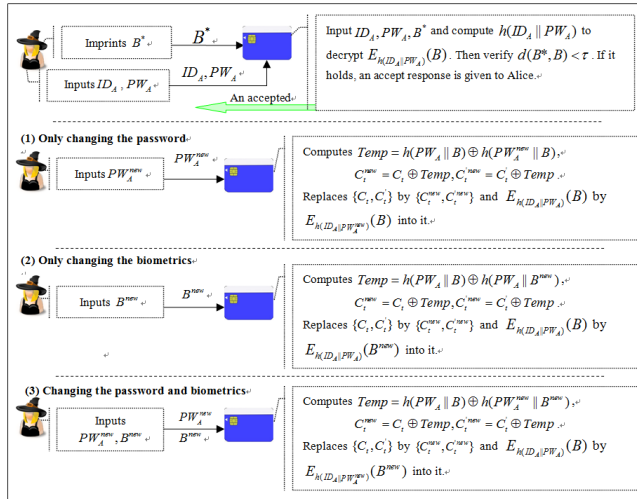 Imprints B*
B*
Inputs ID_A, PW_A
ID_A, PW_A
An accepted
Input ID_A, PW_A, B* and compute h(ID_A || PW_A) to
decrypt E_{h(ID_A||PW_A)}(B). Then verify d(B*, B) < τ. If it
holds, an accept response is given to Alice.
(1) Only changing the password
Inputs PW_A^{new}
PW_A^{new}
Computes Temp = h(PW_A || B) ⊕ h(PW_A^{new} || B),
C_t^{new} = C_t ⊕ Temp, C_t^{'new} = C_t^{'} ⊕ Temp.
Replaces {C_t, C_t^{'}} by {C_t^{new}, C_t^{'new}} and E_{h(ID_A||PW_A)}(B) by
E_{h(ID_A||PW_A^{new})}(B) into it.
(2) Only changing the biometrics
Inputs B^{new}
B^{new}
Computes Temp = h(PW_A || B) ⊕ h(PW_A || B^{new}),
C_t^{new} = C_t ⊕ Temp, C_t^{'new} = C_t^{'} ⊕ Temp.
Replaces {C_t, C_t^{'}} by {C_t^{new}, C_t^{'new}} and E_{h(ID_A||PW_A)}(B) by
E_{h(ID_A||PW_A)}(B^{new}) into it.
(3) Changing the password and biometrics
Inputs
PW_A^{new}, B^{new}
PW_A^{new}
B^{new}
Computes Temp = h(PW_A || B) ⊕ h(PW_A^{new} || B^{new}),
C_t^{new} = C_t ⊕ Temp, C_t^{'new} = C_t^{'} ⊕ Temp.
Replaces {C_t, C_t^{'}} by {C_t^{new}, C_t^{'new}} and E_{h(ID_A||PW_A)}(B) by
E_{h(ID_A||PW_A^{new})}(B^{new}) into it.